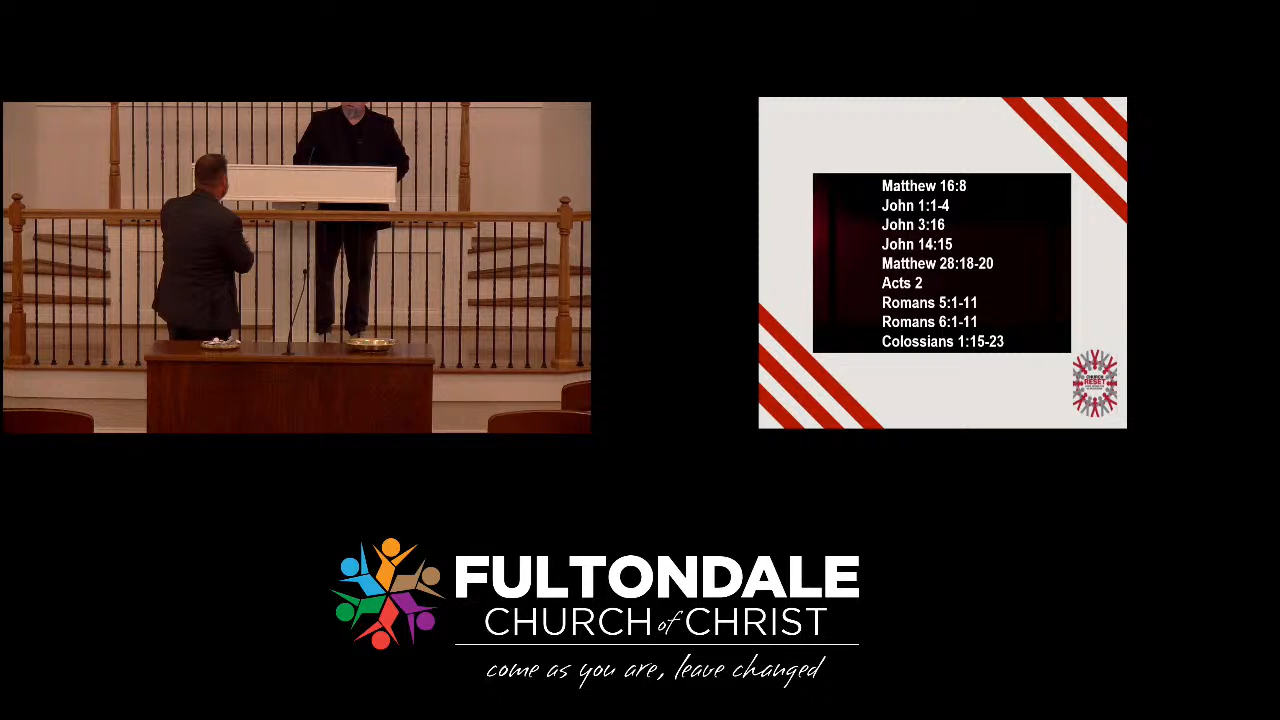 Matthew 16:8
John 1:1-4
John 3:16
John 14:15
Matthew 28:18-20
Acts 2
Romans 5:1-11
Romans 6:1-11
Colossians 1:15-23
CHURCH
RESET
FULTONDALE
CHURCH of CHRIST
come as you are, leave changed